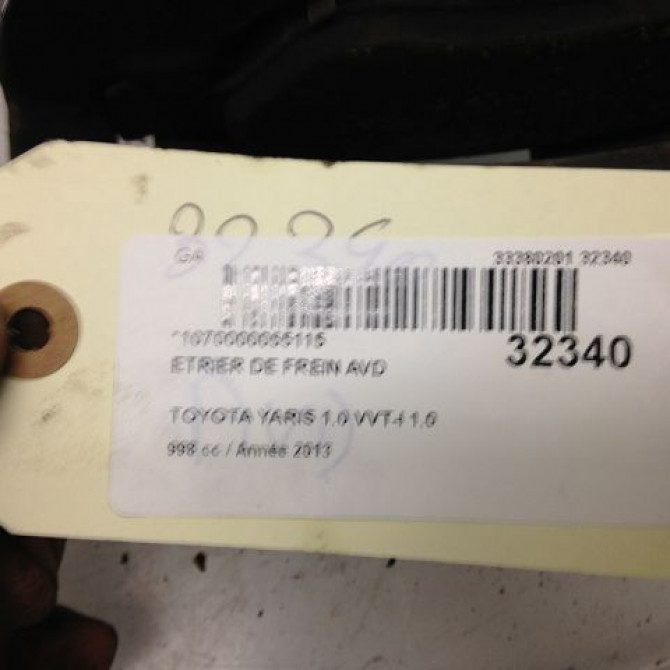 GA 33380201 32340
*1670000065115
32340
ETRIER DE FREIN AVD
TOYOTA YARIS 1.0 VVT-I 1.0
998 cc / Année 2013